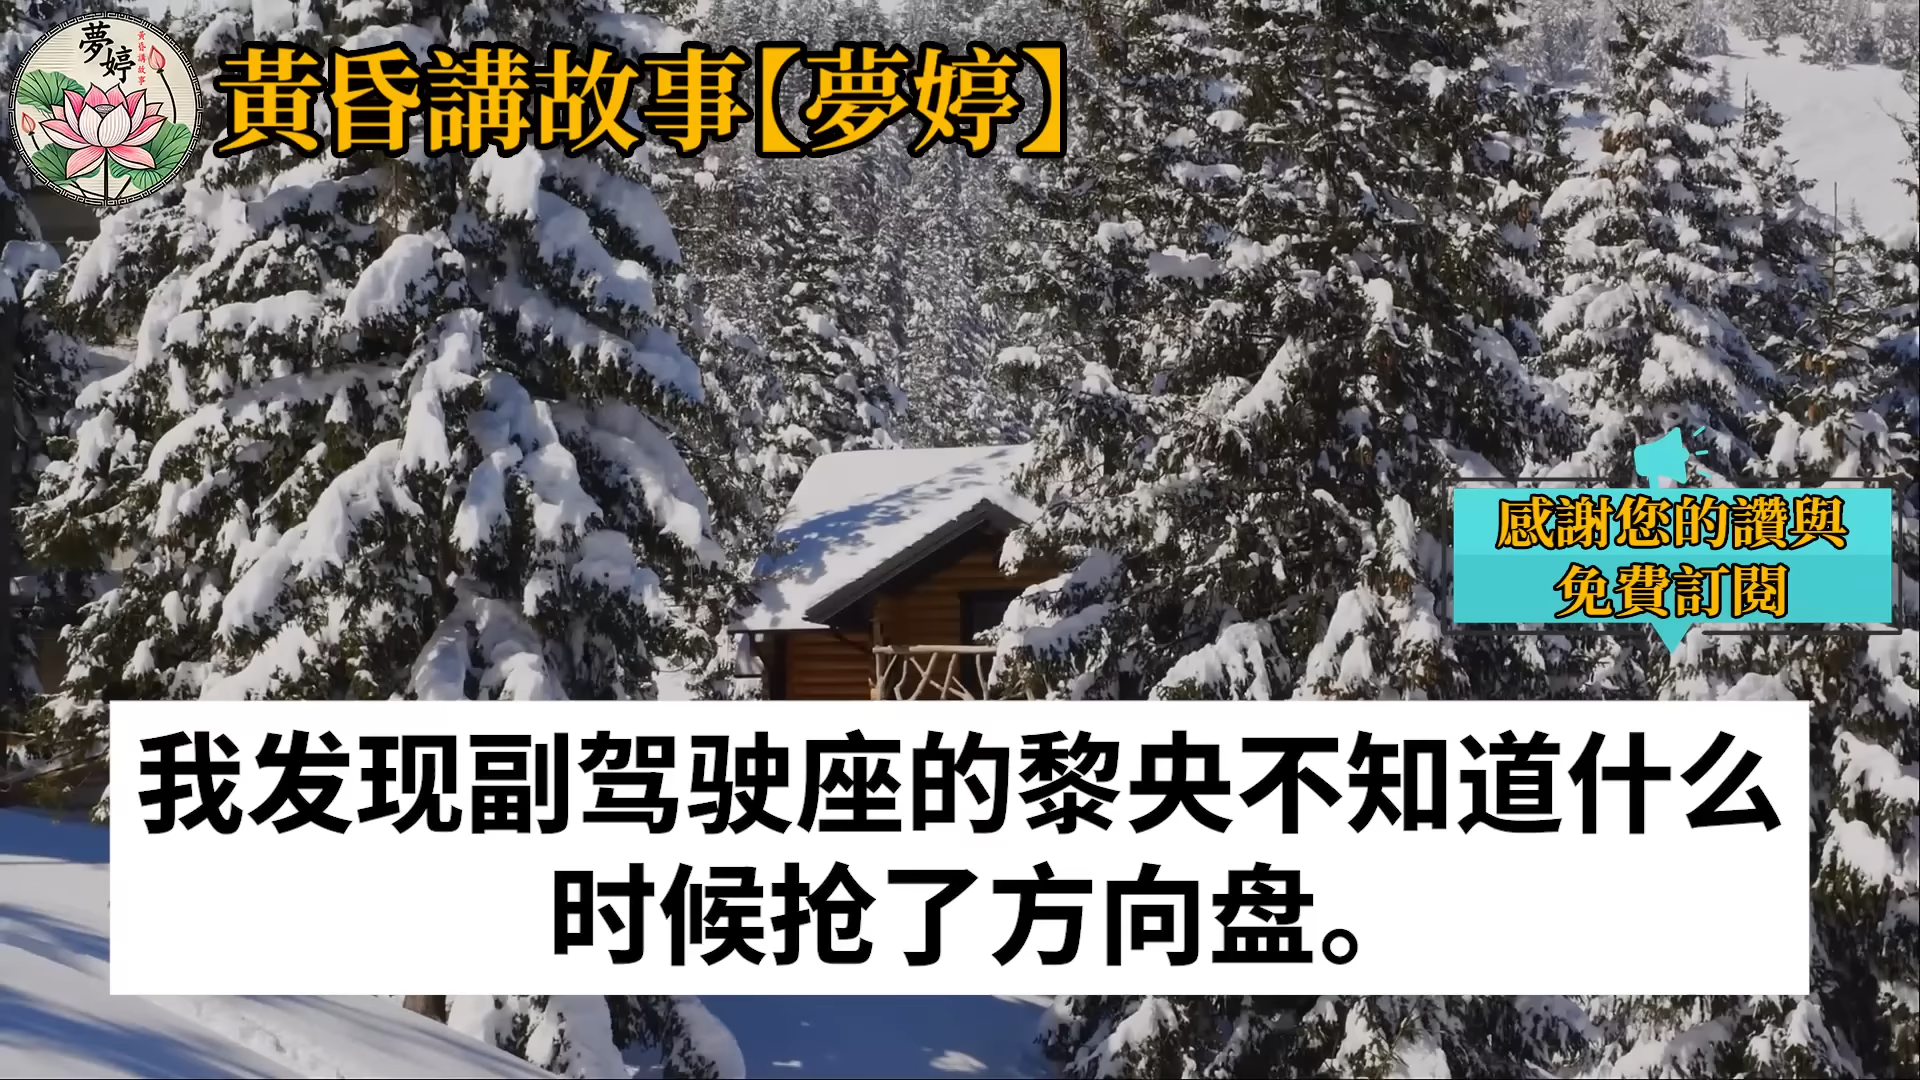 夢婷
黃昏講故事
黃昏講故事【夢婷】
感謝您的讚與
免費訂閱
我发现副驾驶座的黎央不知道什么
时候抢了方向盘。